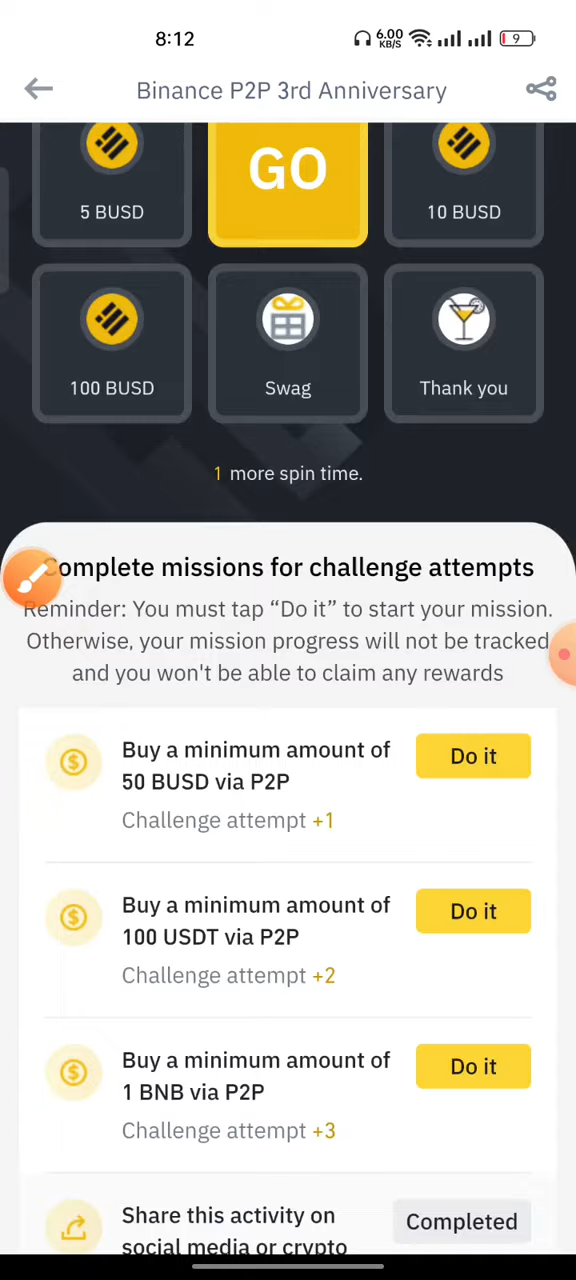 8:12
6.00
KB/S
9
Binance P2P 3rd Anniversary
5 BUSD
GO
10 BUSD
100 BUSD
Swag
Thank you
1 more spin time.
Complete missions for challenge attempts
Reminder: You must tap “Do it” to start your mission.
Otherwise, your mission progress will not be tracked
and you won't be able to claim any rewards
Buy a minimum amount of
50 BUSD via P2P
Do it
Challenge attempt +1
Buy a minimum amount of
100 USDT via P2P
Do it
Challenge attempt +2
Buy a minimum amount of
1 BNB via P2P
Do it
Challenge attempt +3
Share this activity on
social media or crypto
Completed